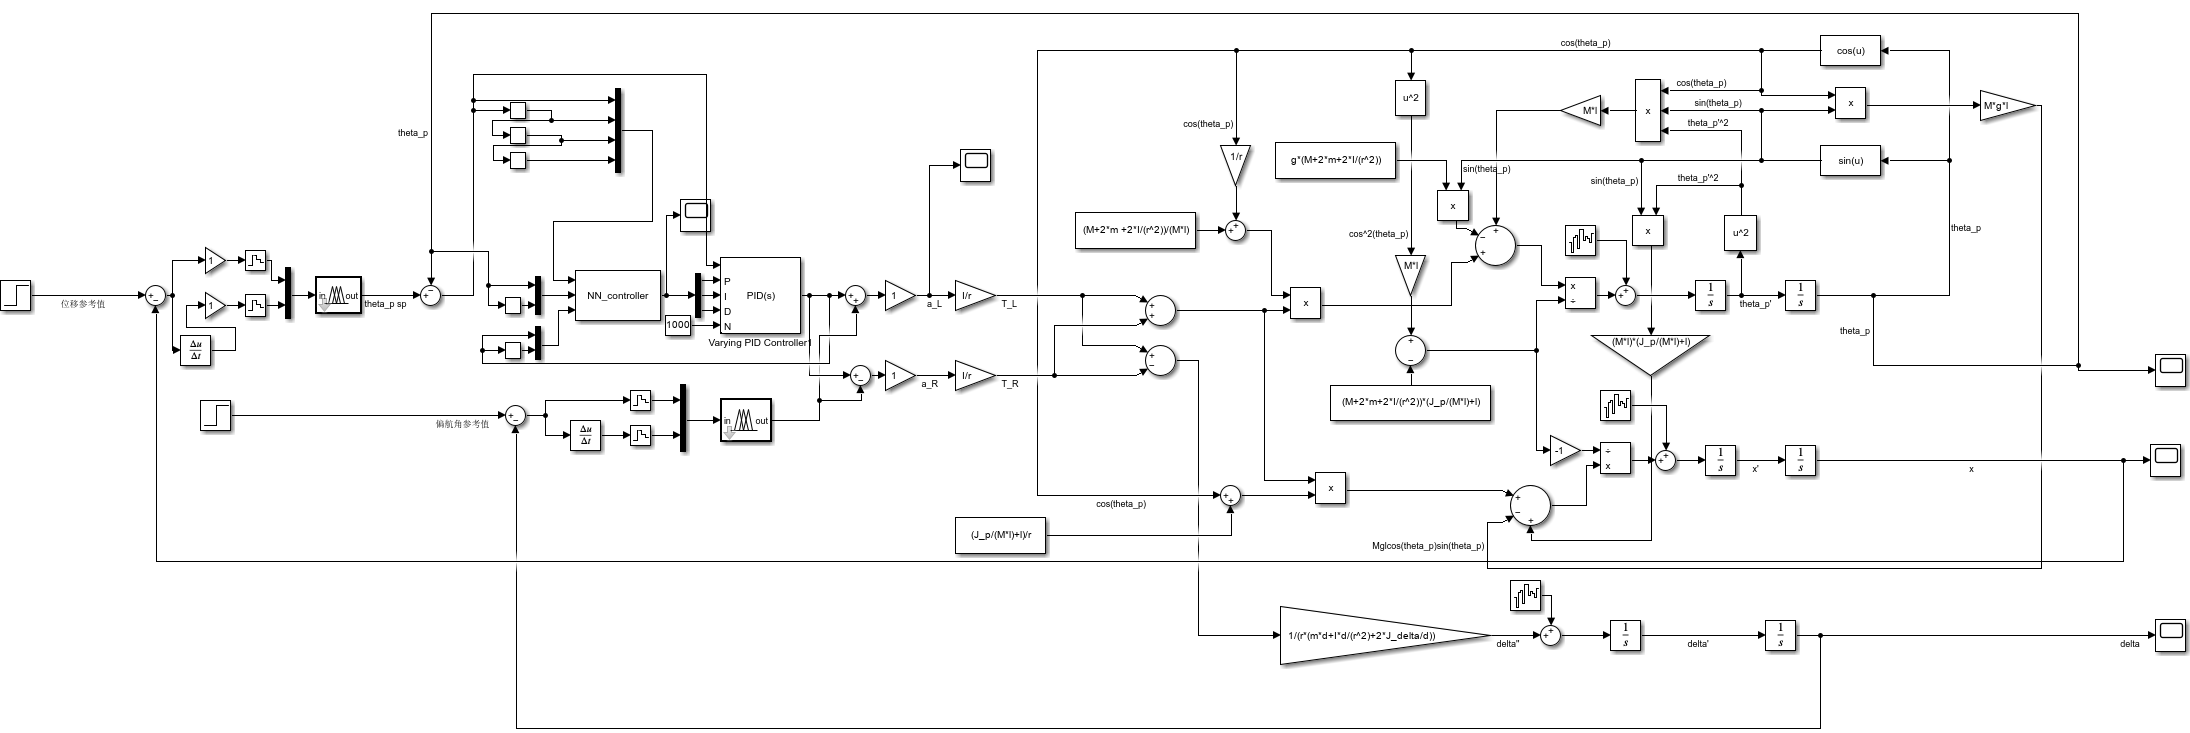 cos(theta_p)
cos(u)
cos(theta_p)
sin(theta_p)
theta_p'^2
x
M*l
x
M*g*l
u^2
cos(theta_p)
theta_p
1/r
g*(M+2*m+2*I/(r^2))
sin(theta_p)
sin(u)
sin(theta_p)
theta_p'^2
x
x
u^2
theta_p
(M+2*m +2*I/(r^2))/(M*l)
cos^2(theta_p)
M*l
1
1
位移参考值
Δu
Δt
in
out
theta_p sp
NN_controller
1000
P
I
D
N
PID(s)
Varying PID Controller1
1
a_L
I/r
T_L
1
a_R
I/r
T_R
x
x
÷
1
s
theta_p'
1
s
theta_p
(M*l)*(J_p/(M*l)+l)
(M+2*m+2*I/(r^2))*(J_p/(M*l)+l)
偏航角参考值
Δu
Δt
in
out
-1
÷
x
1
s
x'
1
s
x
x
cos(theta_p)
(J_p/(M*l)+l)/r
Mglcos(theta_p)sin(theta_p)
1/(r*(m*d+I*d/(r^2)+2*J_delta/d))
delta''
1
s
delta'
1
s
delta